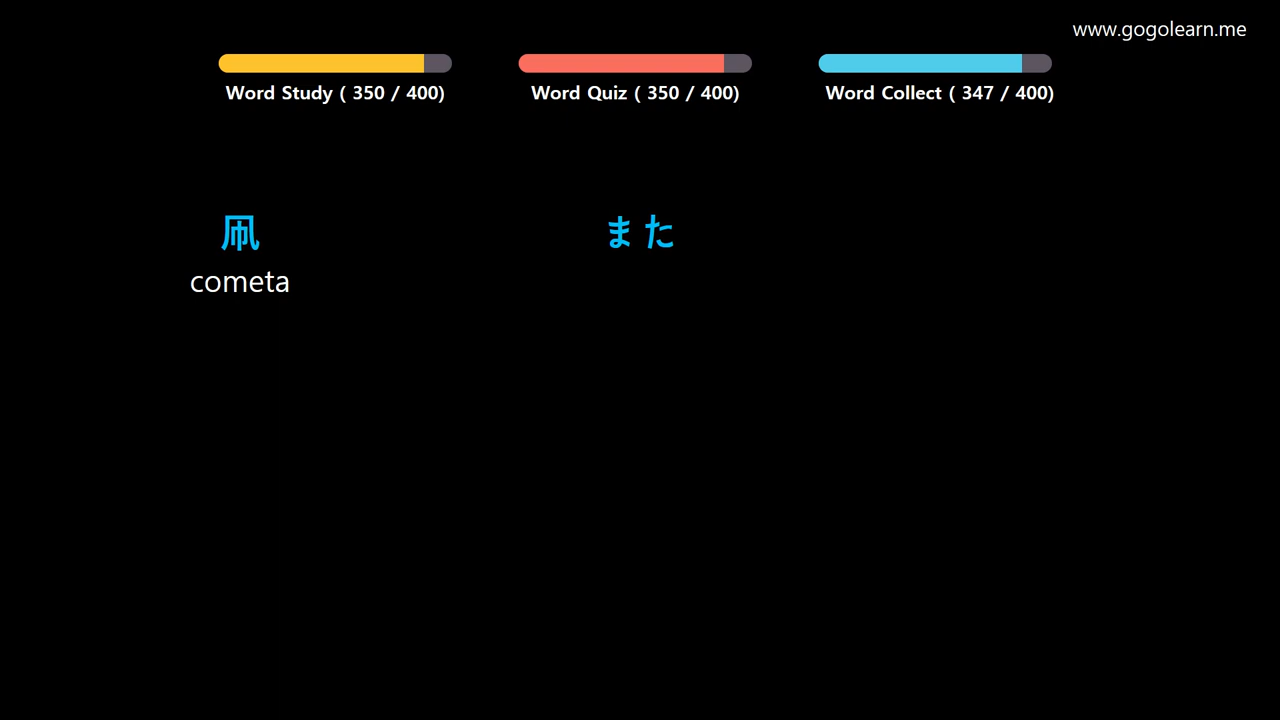 www.gogolearn.me
Word Study ( 350 / 400)
Word Quiz ( 350 / 400)
Word Collect ( 347 / 400)
凧
また
cometa